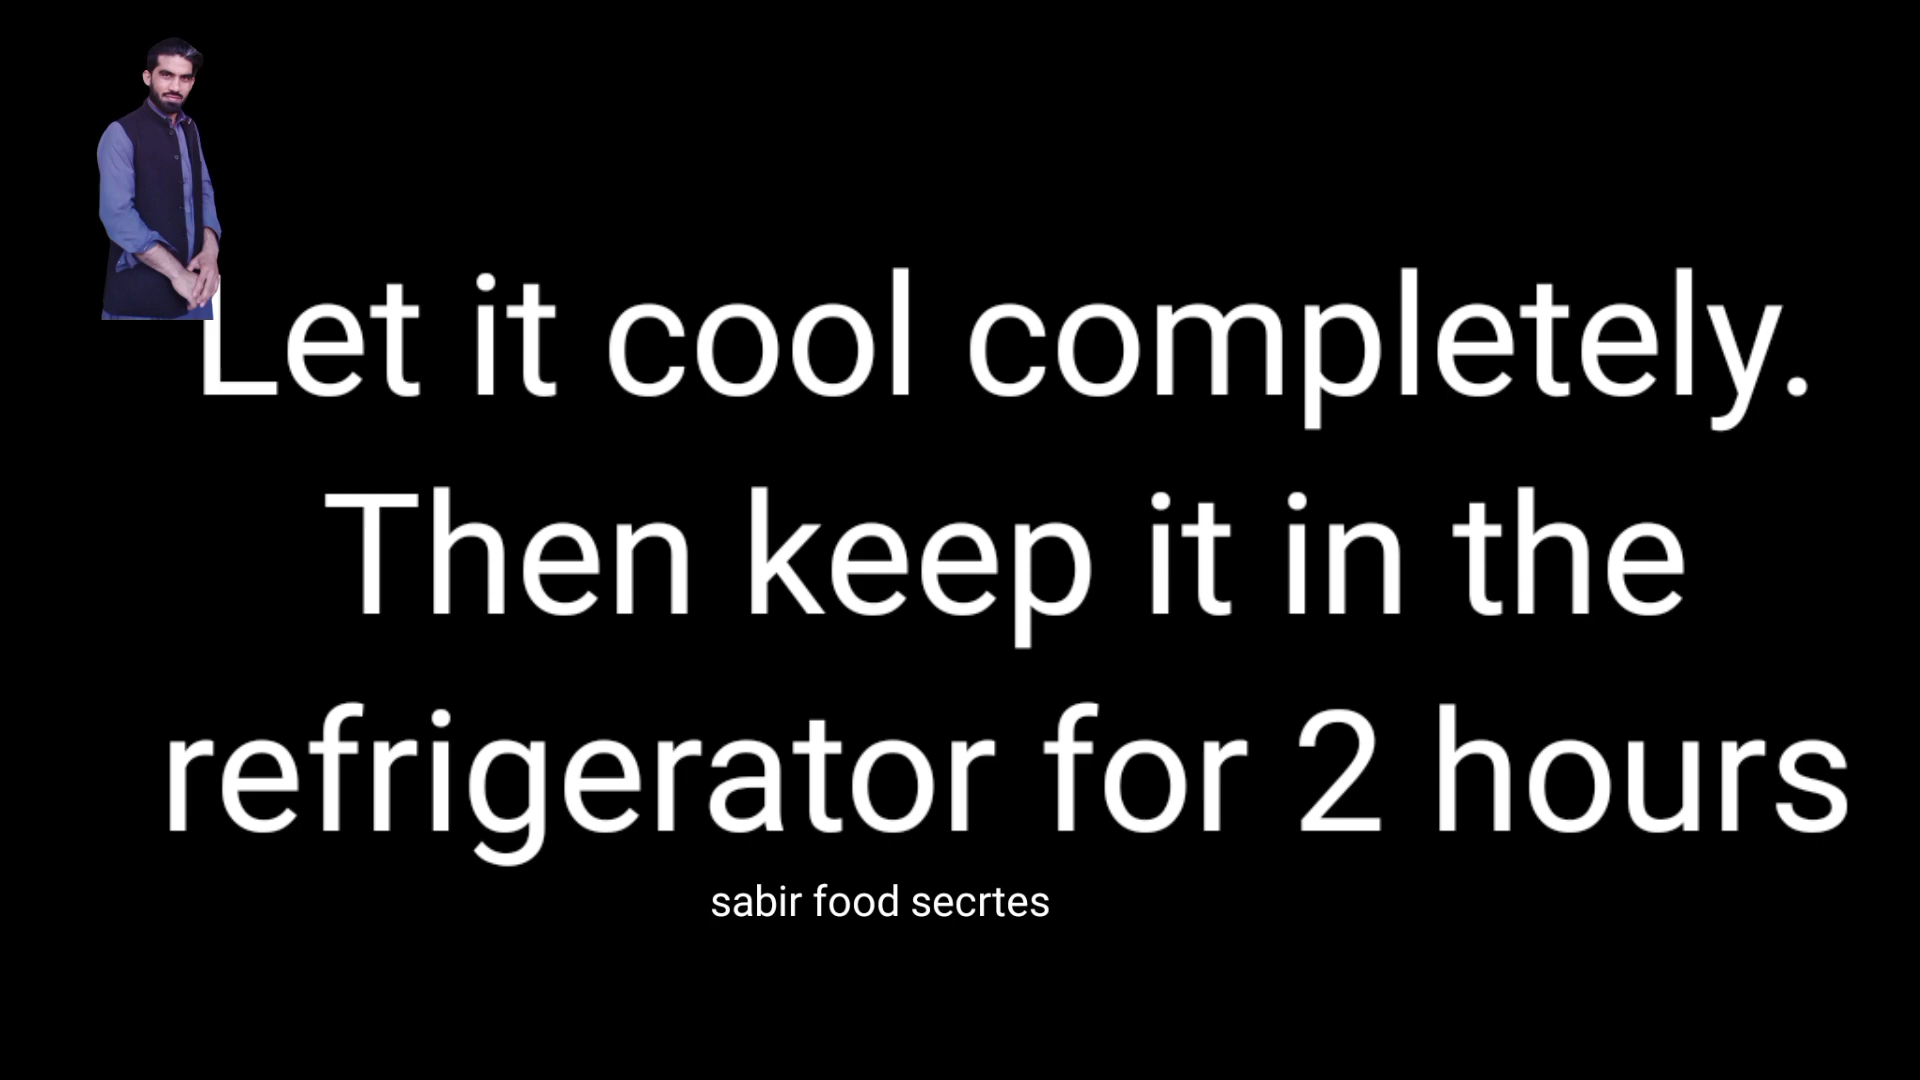 Let it cool completely.
Then keep it in the
refrigerator for 2 hours
sabir food secrtes